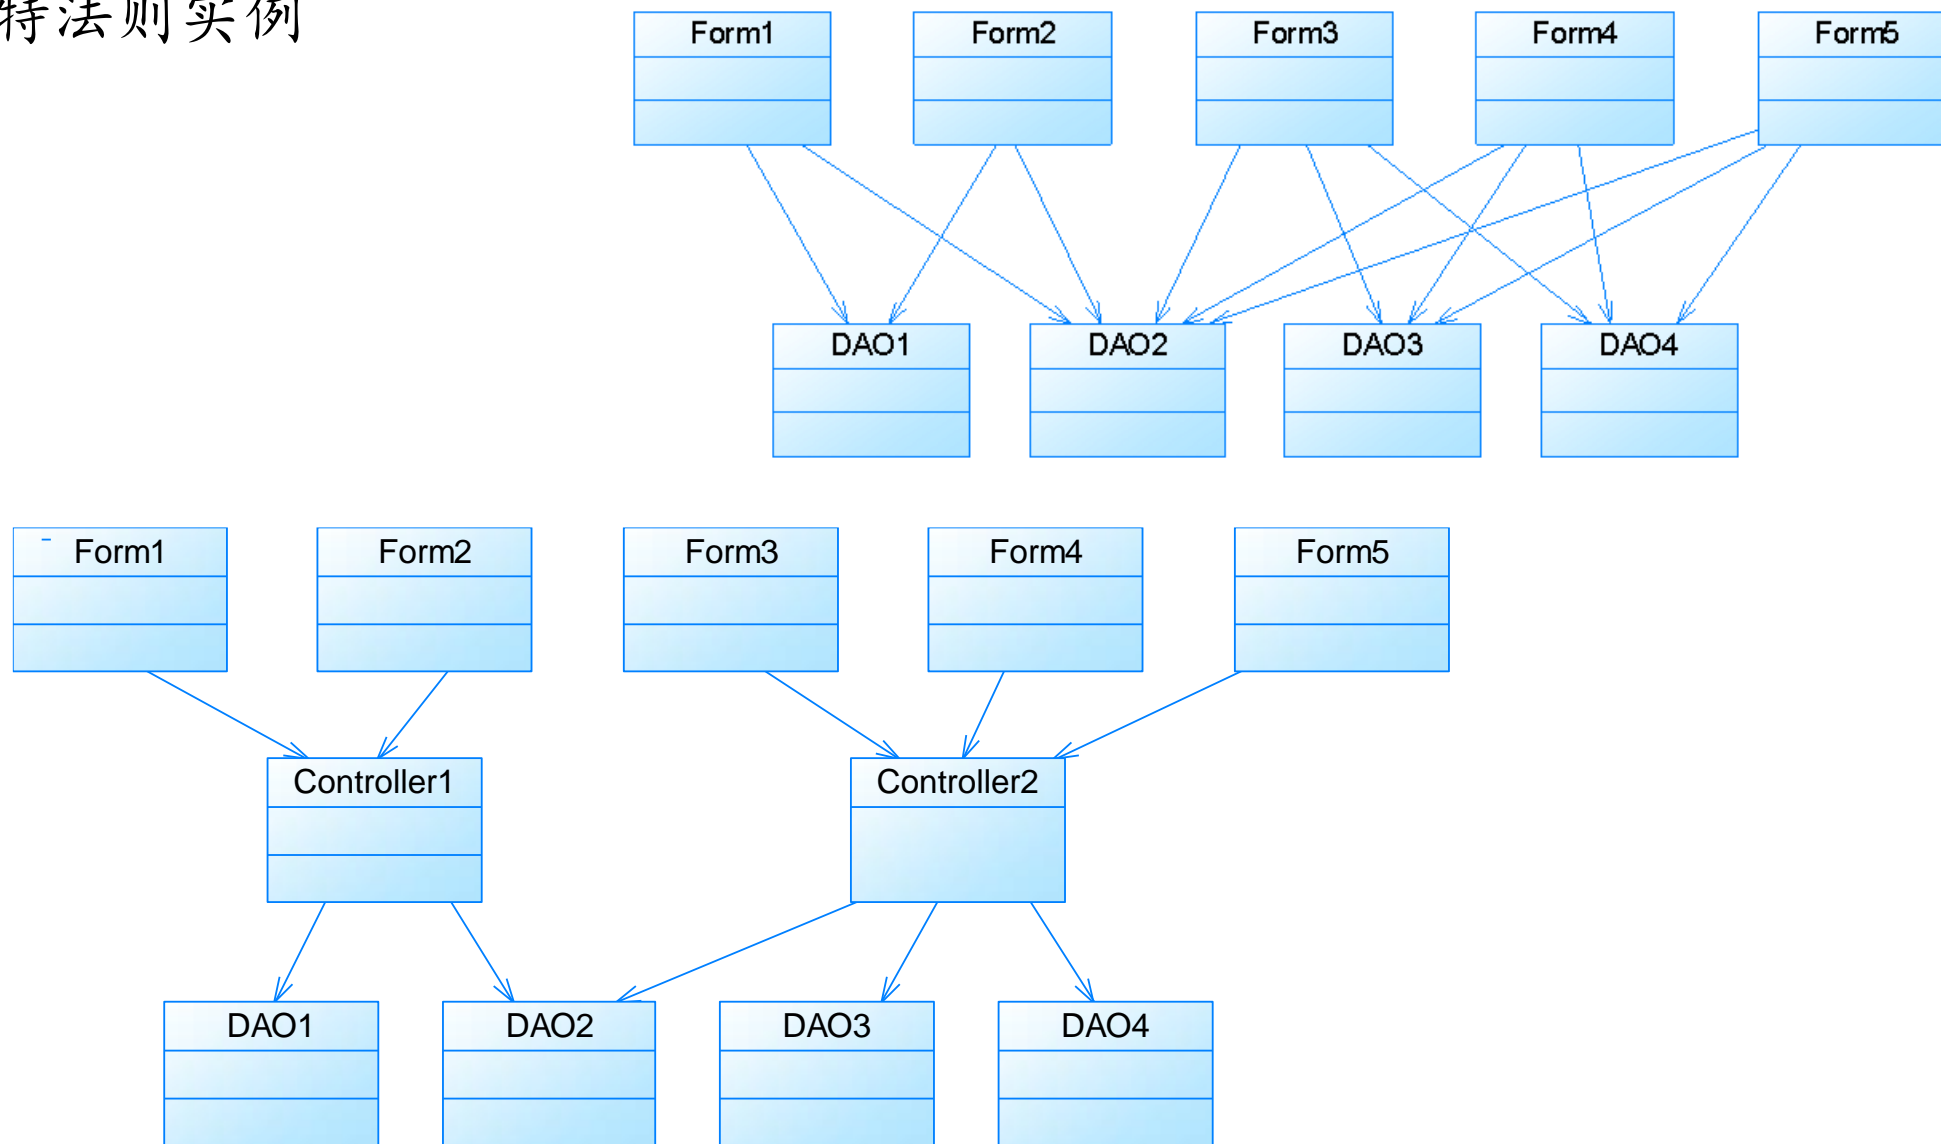 特法则实例
Form1
Form2
Form3
Form4
Form5
DAO1
DAO2
DAO3
DAO4
Form1
Form2
Form3
Form4
Form5
Controller1
Controller2
DAO1
DAO2
DAO3
DAO4